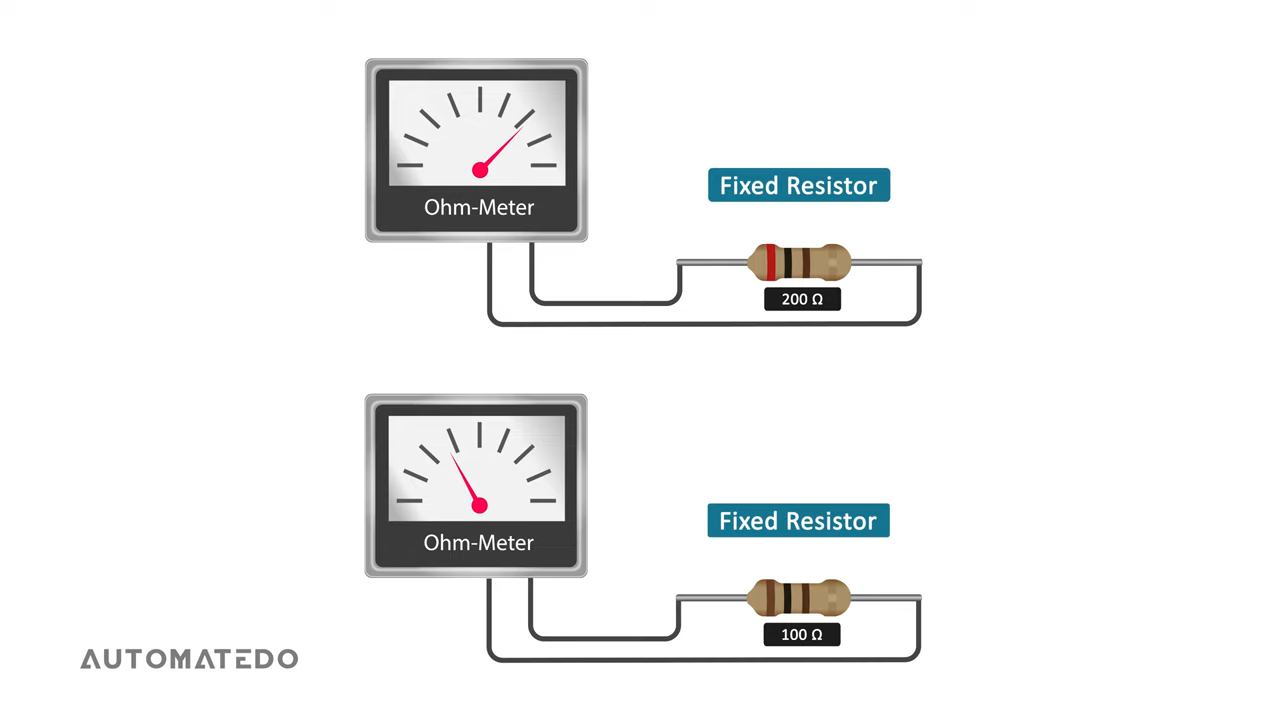 Ohm-Meter
Fixed Resistor
200 Ω
Ohm-Meter
Fixed Resistor
100 Ω
AUTOMATEDO